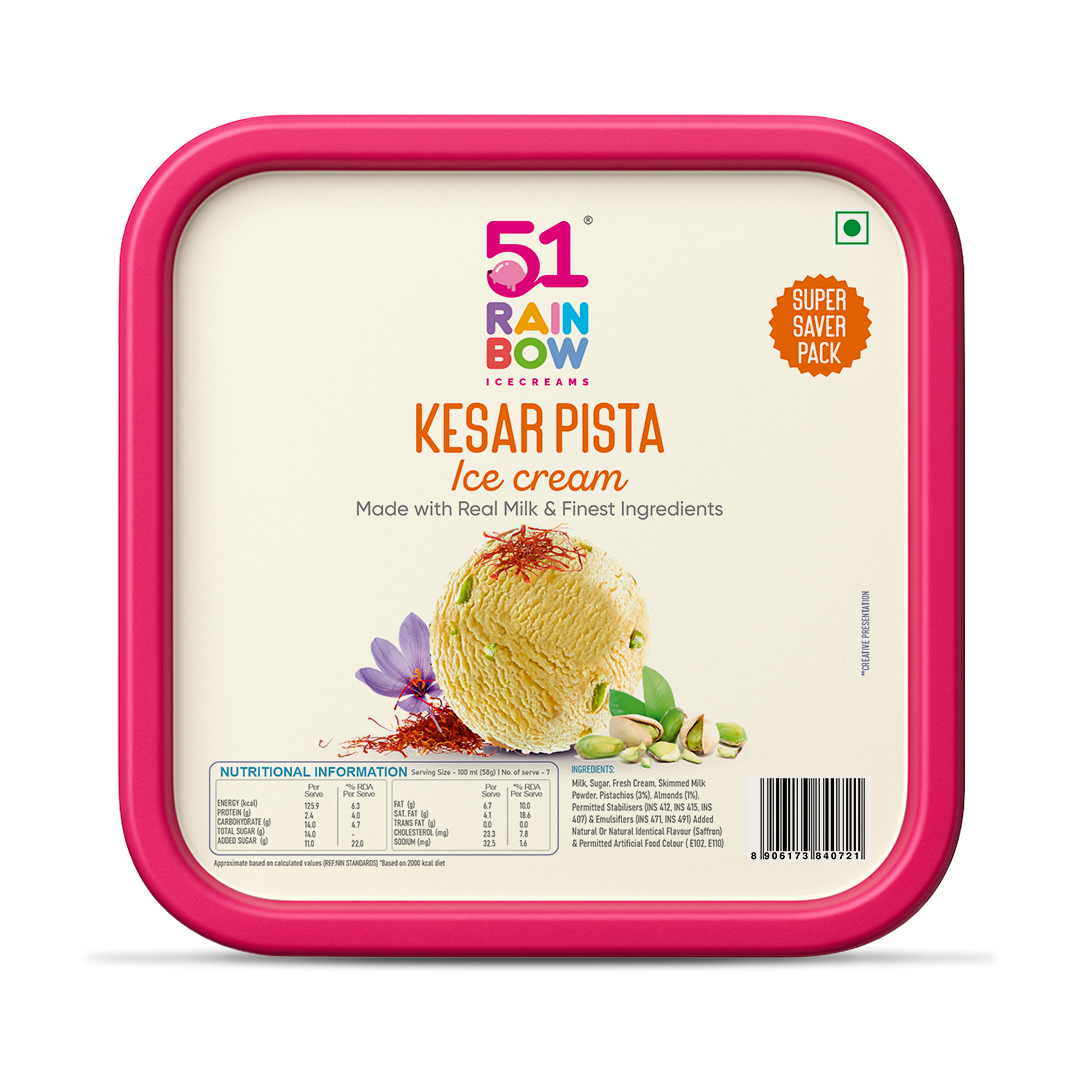 51®
RAIN
BOW
ICECREAMS
SUPER
SAVER
PACK
KESAR PISTA
Ice cream
Made with Real Milk & Finest Ingredients
**CREATIVE PRESENTATION
NUTRITIONAL INFORMATION Serving Size - 100 ml (58g) | No. of serve - 7
Per Serve *% RDA Per Serve
ENERGY (kcal) 125.9 6.3
PROTEIN (g) 2.4 4.0
CARBOHYDRATE (g) 14.0 4.7
TOTAL SUGAR (g) 14.0 -
ADDED SUGAR (g) 11.0 22.0
Per Serve *% RDA Per Serve
FAT (g) 6.7 10.0
SAT. FAT (g) 4.1 18.6
TRANS FAT (g) 0.0 0.0
CHOLESTEROL (mg) 23.3 7.8
SODIUM (mg) 32.5 1.6
Approximate based on calculated values (REF:NIN STANDARDS) *Based on 2000 kcal diet
INGREDIENTS:
Milk, Sugar, Fresh Cream, Skimmed Milk
Powder, Pistachios (3%), Almonds (1%),
Permitted Stabilisers (INS 412, INS 415, INS
407) & Emulsifiers (INS 471, INS 491) Added
Natural Or Natural Identical Flavour (Saffron)
& Permitted Artificial Food Colour ( E102, E110)
8 906173 840721